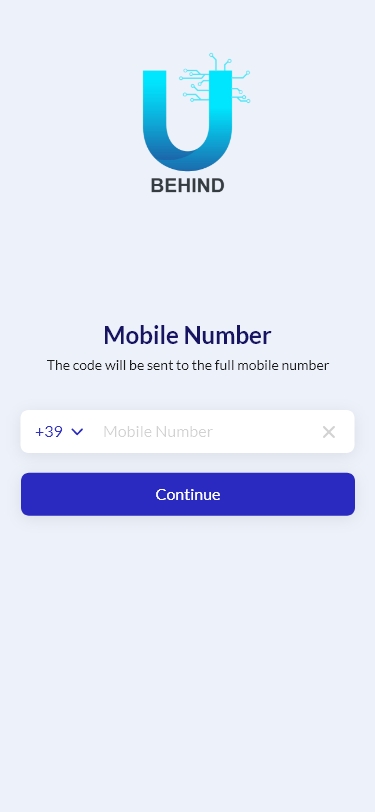 U
BEHIND
Mobile Number
The code will be sent to the full mobile number
+39 Mobile Number
Continue